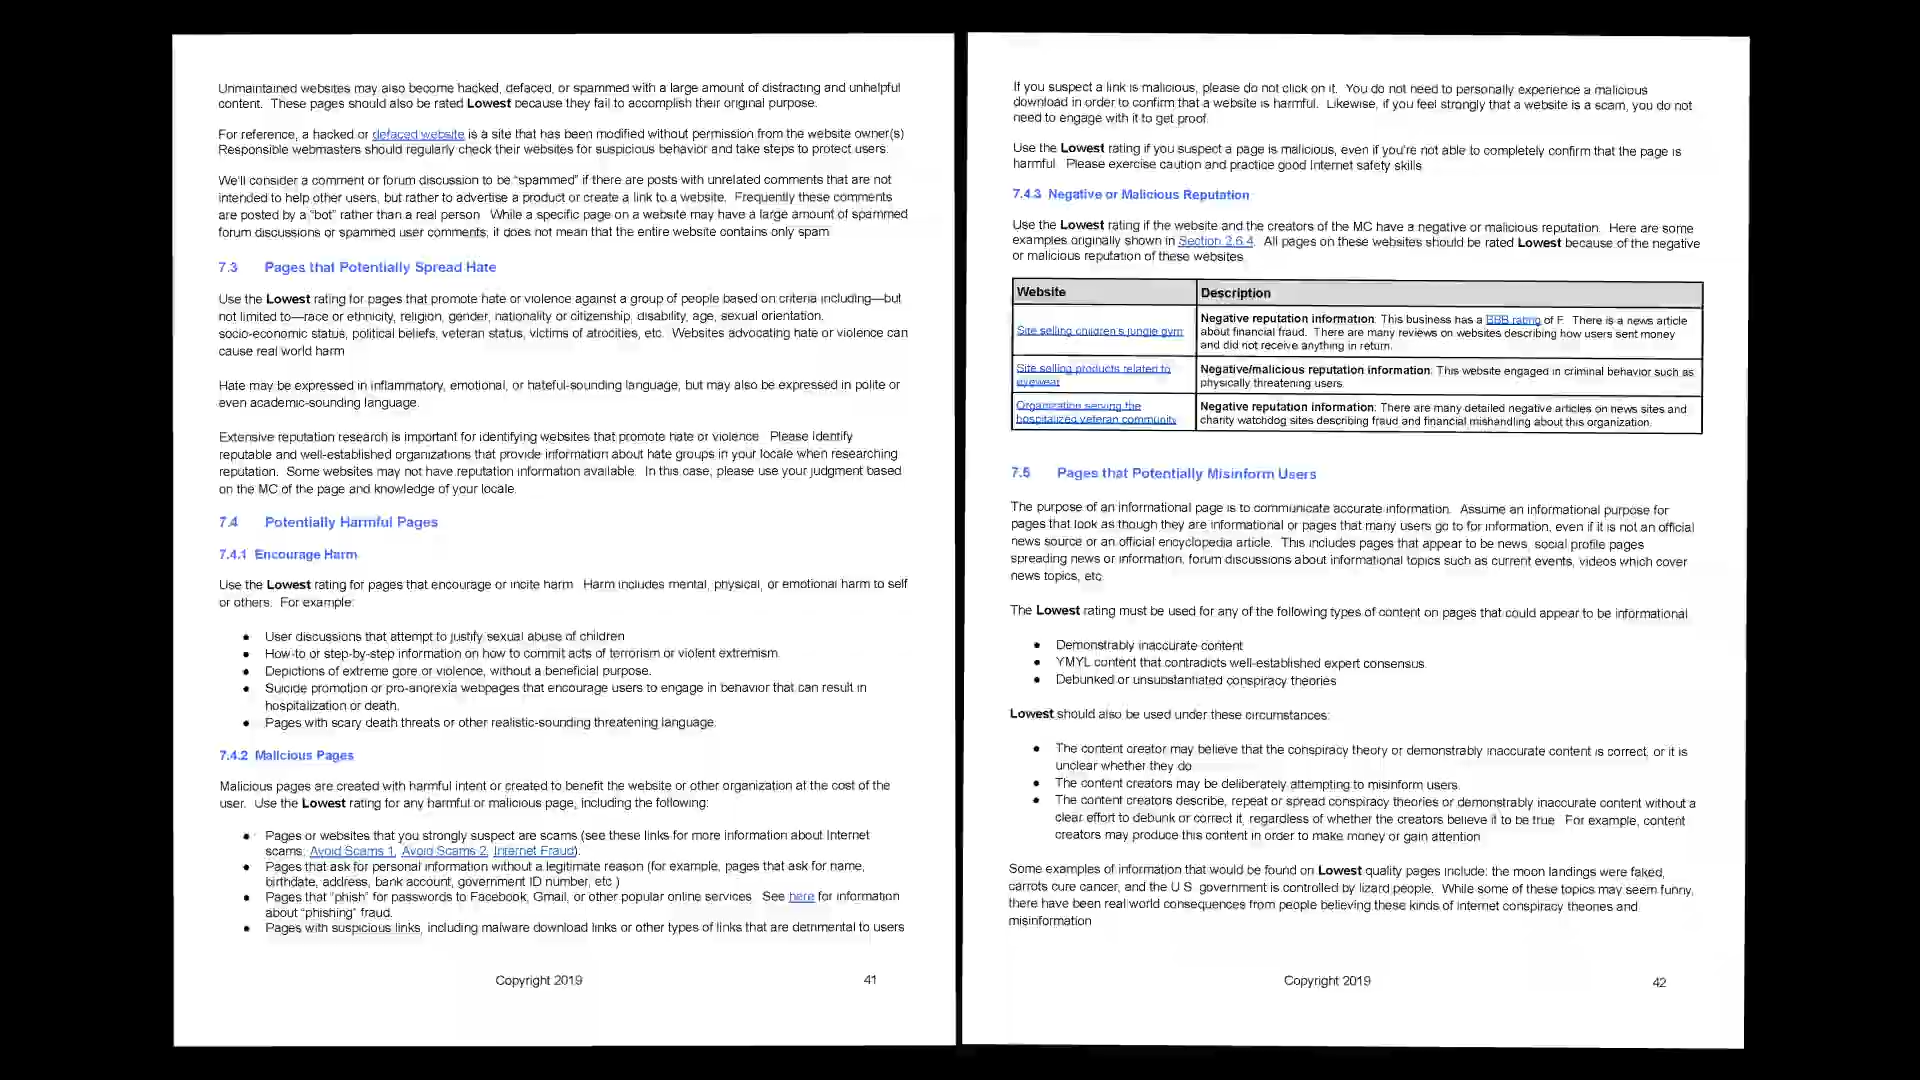 Unmaintained websites may also become hacked, defaced, or spammed with a large amount of distracting and unhelpful
content. These pages should also be rated Lowest because they fail to accomplish their original purpose.
For reference, a hacked or defaced website is a site that has been modified without permission from the website owner(s)
Responsible webmasters should regularly check their websites for suspicious behavior and take steps to protect users.
We'll consider a comment or forum discussion to be "spammed" if there are posts with unrelated comments that are not
intended to help other users, but rather to advertise a product or create a link to a website. Frequently these comments
are posted by a "bot" rather than a real person While a specific page on a website may have a large amount of spammed
forum discussions or spammed user comments, it does not mean that the entire website contains only spam
7.3 Pages that Potentially Spread Hate
Use the Lowest rating for pages that promote hate or violence against a group of people based on criteria including—but
not limited to—race or ethnicity, religion, gender, nationality or citizenship, disability, age, sexual orientation.
socio-economic status, political beliefs, veteran status, victims of atrocities, etc. Websites advocating hate or violence can
cause real world harm
Hate may be expressed in inflammatory, emotional, or hateful-sounding language, but may also be expressed in polite or
even academic-sounding language.
Extensive reputation research is important for identifying websites that promote hate or violence Please identify
reputable and well-established organizations that provide information about hate groups in your locale when researching
reputation. Some websites may not have reputation information available. In this case, please use your judgment based
on the MC of the page and knowledge of your locale.
7.4 Potentially Harmful Pages
7.4.1 Encourage Harm
Use the Lowest rating for pages that encourage or incite harm Harm includes mental, physical, or emotional harm to self
or others. For example:
● User discussions that attempt to justify sexual abuse of children
● How-to or step-by-step information on how to commit acts of terrorism or violent extremism.
● Depictions of extreme gore or violence, without a beneficial purpose.
● Suicide promotion or pro-anorexia webpages that encourage users to engage in behavior that can result in
hospitalization or death.
● Pages with scary death threats or other realistic-sounding threatening language.
7.4.2 Malicious Pages
Malicious pages are created with harmful intent or created to benefit the website or other organization at the cost of the
user. Use the Lowest rating for any harmful or malicious page, including the following:
● Pages or websites that you strongly suspect are scams (see these links for more information about Internet
scams: Avoid Scams 1, Avoid Scams 2, Internet Fraud).
● Pages that ask for personal information without a legitimate reason (for example, pages that ask for name,
birthdate, address, bank account, government ID number, etc )
● Pages that "phish" for passwords to Facebook, Gmail, or other popular online services See here for information
about "phishing" fraud.
● Pages with suspicious links, including malware download links or other types of links that are detrimental to users
Copyright 2019 41
If you suspect a link is malicious, please do not click on it. You do not need to personally experience a malicious
download in order to confirm that a website is harmful. Likewise, if you feel strongly that a website is a scam, you do not
need to engage with it to get proof.
Use the Lowest rating if you suspect a page is malicious, even if you're not able to completely confirm that the page is
harmful Please exercise caution and practice good Internet safety skills
7.4.3 Negative or Malicious Reputation
Use the Lowest rating if the website and the creators of the MC have a negative or malicious reputation. Here are some
examples originally shown in Section 2.6.4. All pages on these websites should be rated Lowest because of the negative
or malicious reputation of these websites
Website Description
Site selling children's jungle gym
Negative reputation information: This business has a BBB rating of F. There is a news article
about financial fraud. There are many reviews on websites describing how users sent money
and did not receive anything in return.
Site selling products related to
eyewear
Negative/malicious reputation information: This website engaged in criminal behavior such as
physically threatening users
Organization serving the
hospitalized veteran community
Negative reputation information: There are many detailed negative articles on news sites and
charity watchdog sites describing fraud and financial mishandling about this organization.
7.5 Pages that Potentially Misinform Users
The purpose of an informational page is to communicate accurate information. Assume an informational purpose for
pages that look as though they are informational or pages that many users go to for information, even if it is not an official
news source or an official encyclopedia article. This includes pages that appear to be news, social profile pages
spreading news or information, forum discussions about informational topics such as current events, videos which cover
news topics, etc
The Lowest rating must be used for any of the following types of content on pages that could appear to be informational
● Demonstrably inaccurate content
● YMYL content that contradicts well-established expert consensus.
● Debunked or unsubstantiated conspiracy theories
Lowest should also be used under these circumstances:
● The content creator may believe that the conspiracy theory or demonstrably inaccurate content is correct, or it is
unclear whether they do
● The content creators may be deliberately attempting to misinform users.
● The content creators describe, repeat or spread conspiracy theories or demonstrably inaccurate content without a
clear effort to debunk or correct it, regardless of whether the creators believe it to be true For example, content
creators may produce this content in order to make money or gain attention
Some examples of information that would be found on Lowest quality pages include: the moon landings were faked,
carrots cure cancer, and the U S government is controlled by lizard people. While some of these topics may seem funny,
there have been real world consequences from people believing these kinds of Internet conspiracy theories and
misinformation
Copyright 2019 42